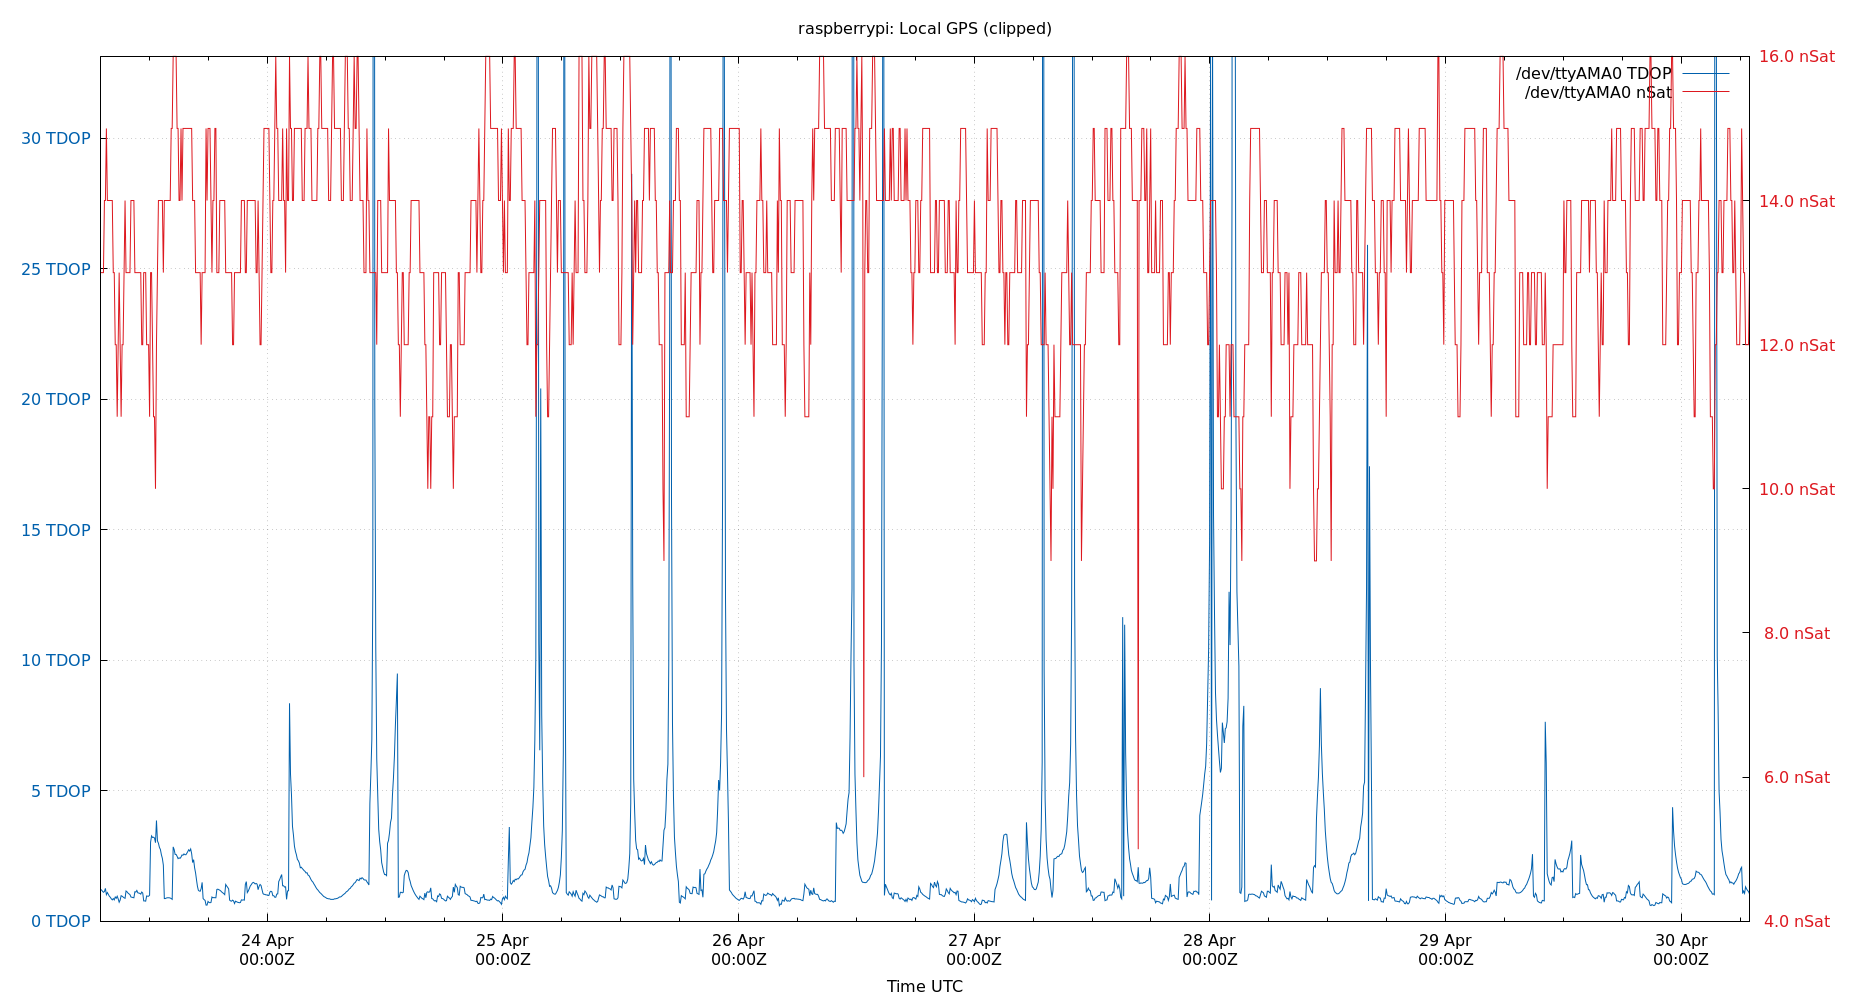 raspberrypi: Local GPS (clipped)
/dev/ttyAMA0 TDOP
/dev/ttyAMA0 nSat
30 TDOP
25 TDOP
20 TDOP
15 TDOP
10 TDOP
5 TDOP
0 TDOP
16.0 nSat
14.0 nSat
12.0 nSat
10.0 nSat
8.0 nSat
6.0 nSat
4.0 nSat
24 Apr 25 Apr 26 Apr 27 Apr 28 Apr 29 Apr 30 Apr
00:00Z 00:00Z 00:00Z 00:00Z 00:00Z 00:00Z 00:00Z
Time UTC